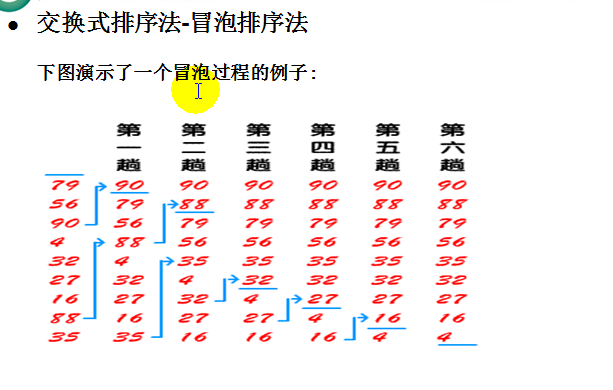 交换式排序法-冒泡排序法
下图演示了一个冒泡过程的例子:
第一趟 第二趟 第三趟 第四趟 第五趟 第六趟
79 90 90 90 90 90 90
56 79 88 88 88 88 88
90 56 79 79 79 79 79
4 88 56 56 56 56 56
32 4 35 35 35 35 35
27 32 4 32 32 32 32
16 27 32 4 27 27 27
88 16 27 27 4 16 16
35 35 16 16 16 4 4